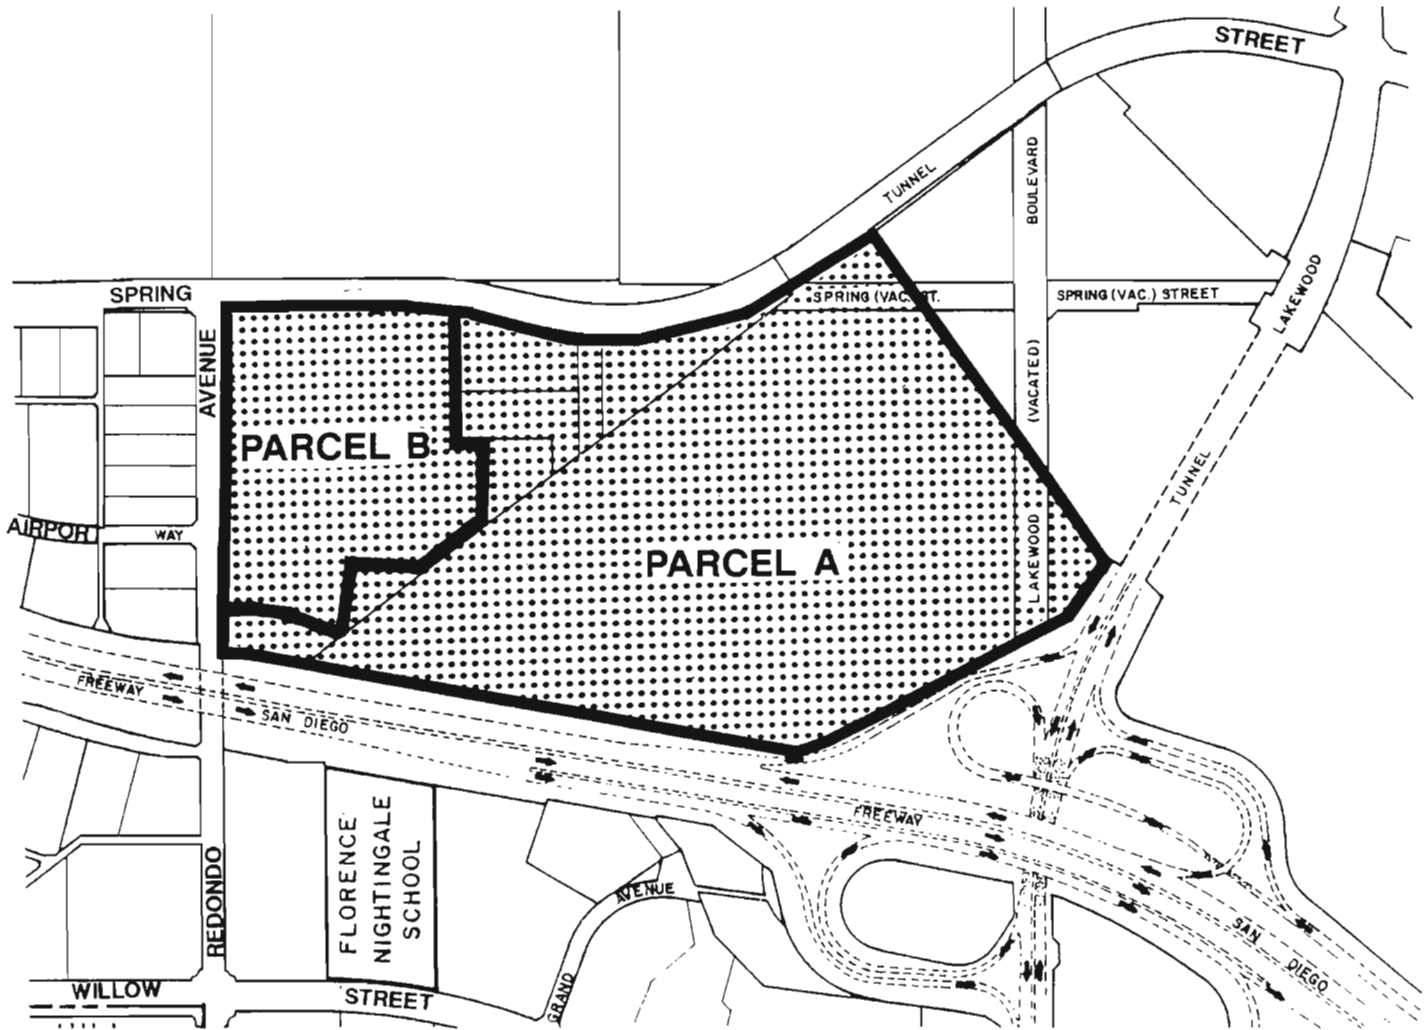 STREET
TUNNEL
BOULEVARD
SPRING
SPRING (VAC.) ST.
SPRING (VAC.) STREET
LAKEWOOD
AVENUE
(VACATED)
PARCEL B
TUNNEL
AIRPOR
WAY
PARCEL A
LAKEWOOD
FREEWAY
SAN DIEGO
FREEWAY
FLORENCE
NIGHTINGALE
SCHOOL
REDONDO
AVENUE
GRAND
SAN
DIEGO
WILLOW
STREET